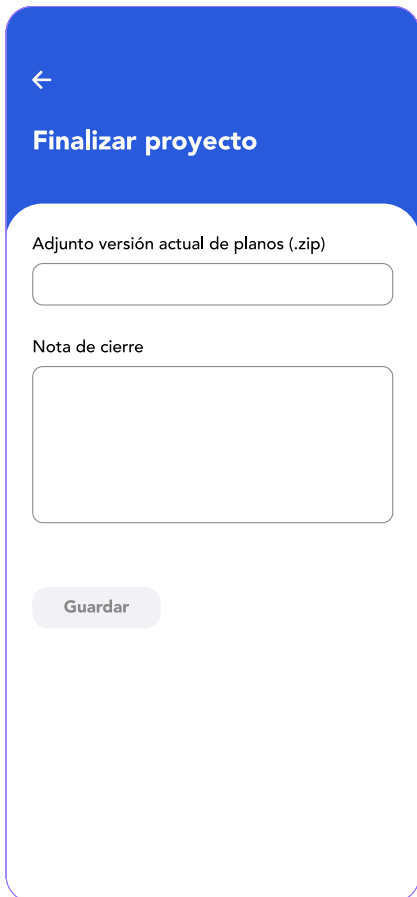 Finalizar proyecto
Adjunto versión actual de planos (.zip)
Nota de cierre
Guardar